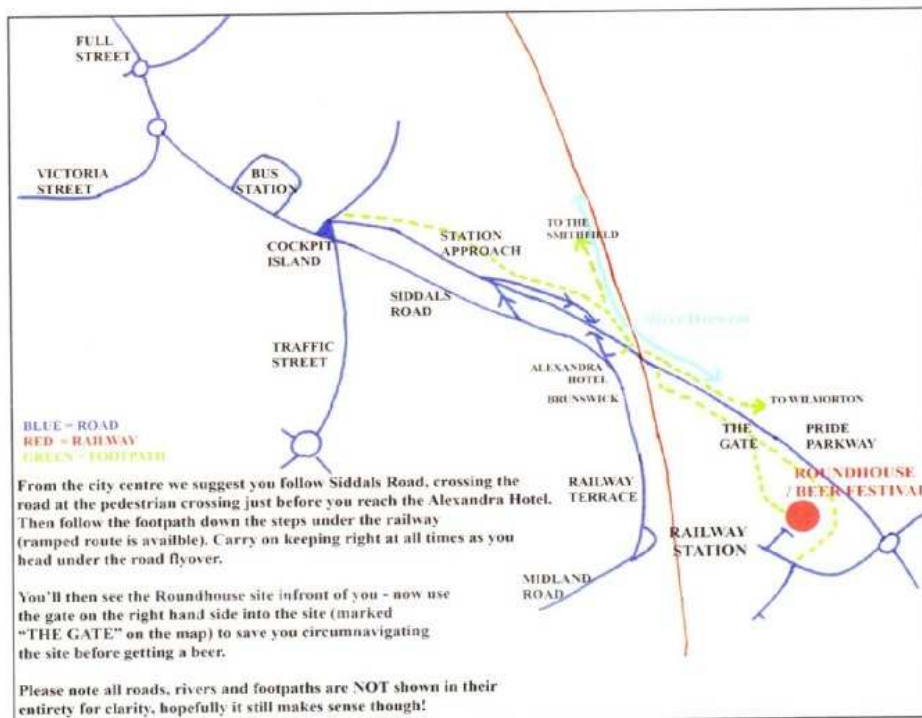 FULL
STREET
VICTORIA
STREET
BUS
STATION
COCKPIT
ISLAND
STATION
APPROACH
TO THE
SMITHFIELD
SIDDALS
ROAD
TRAFFIC
STREET
ALEXANDRA
HOTEL
BRUNSWICK
TO WILMORTON
THE
GATE
PRIDE
PARKWAY
ROUNDHOUSE
/ BEER FESTIVAL
RAILWAY
TERRACE
RAILWAY
STATION
MIDLAND
ROAD
BLUE = ROAD
RED = RAILWAY
GREEN = FOOTPATH
From the city centre we suggest you follow Siddals Road, crossing the
road at the pedestrian crossing just before you reach the Alexandra Hotel.
Then follow the footpath down the steps under the railway
(ramped route is availble). Carry on keeping right at all times as you
head under the road flyover.
You'll then see the Roundhouse site infront of you - now use
the gate on the right hand side into the site (marked
“THE GATE” on the map) to save you circumnavigating
the site before getting a beer.
Please note all roads, rivers and footpaths are NOT shown in their
entirety for clarity, hopefully it still makes sense though!